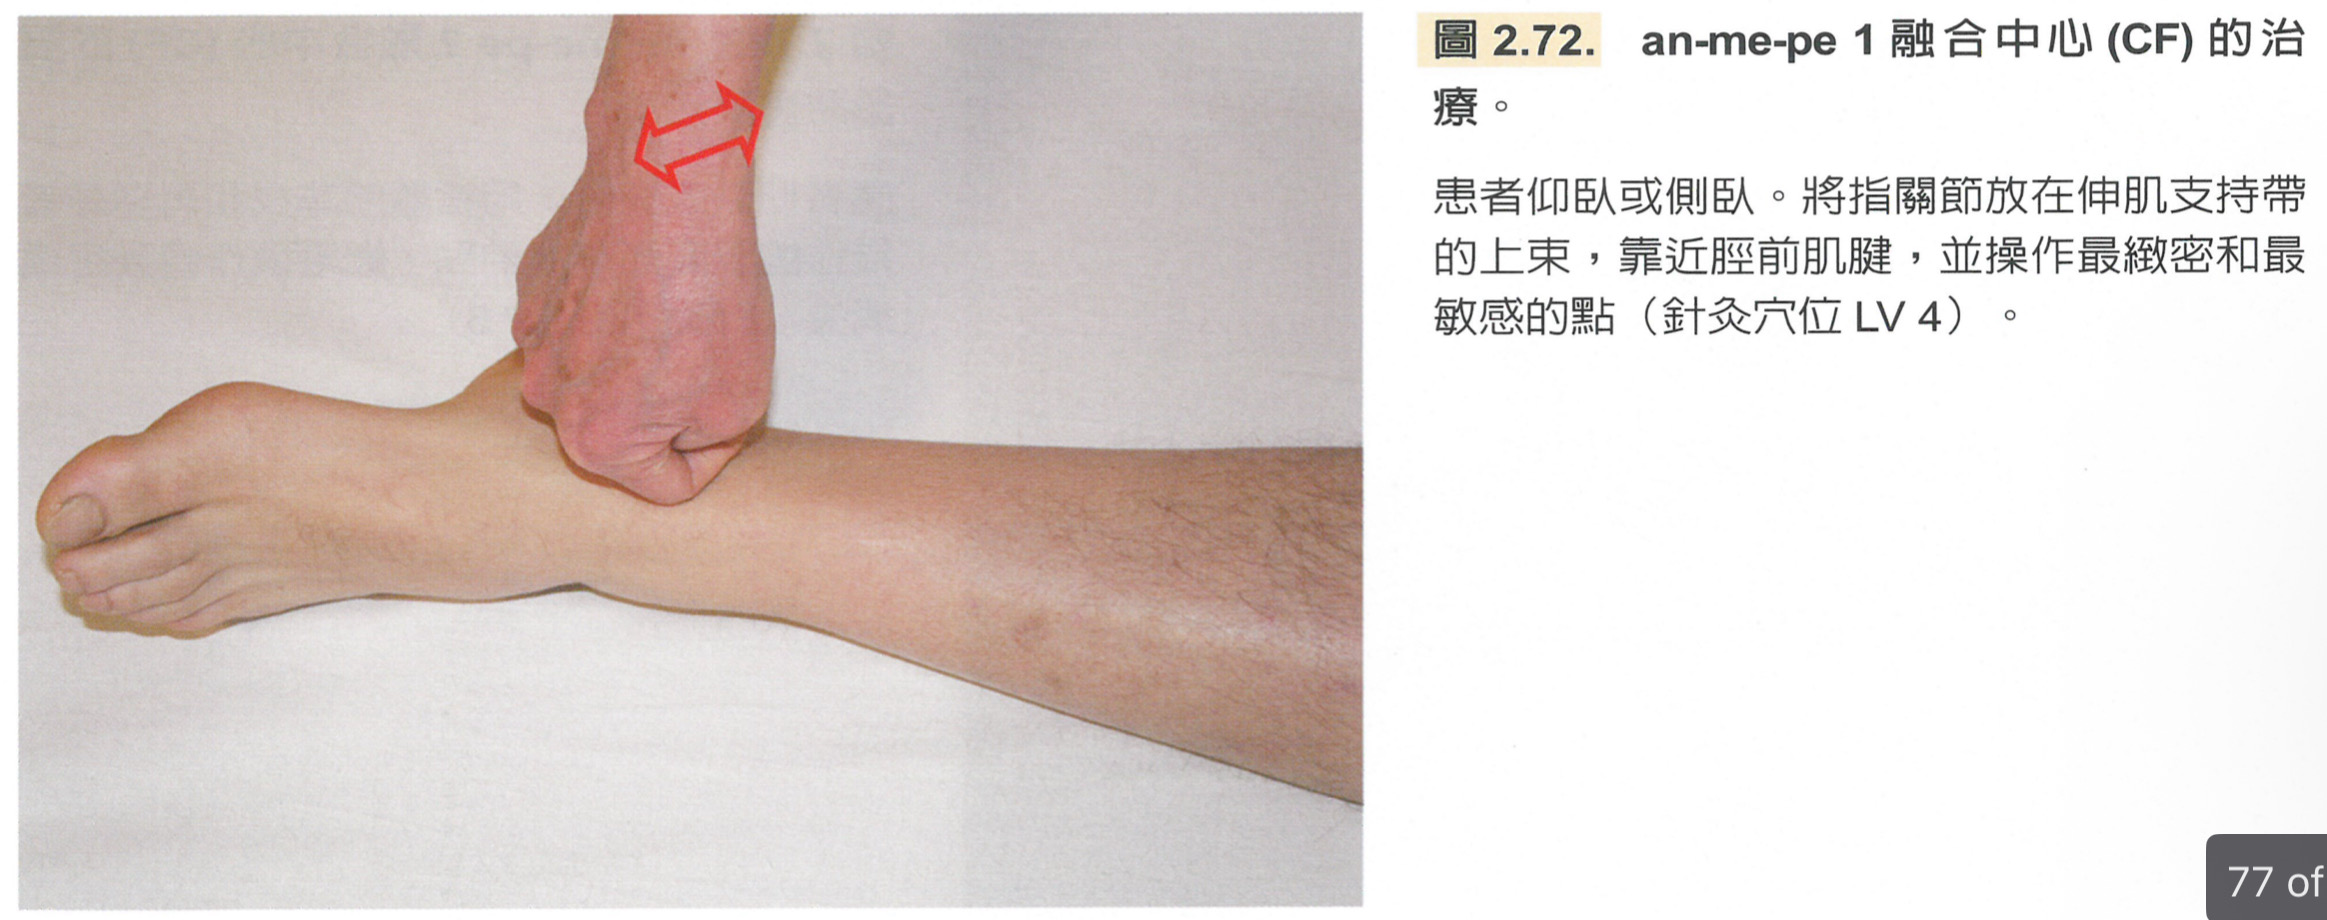 圖 2.72. an-me-pe 1 融合中心 (CF) 的治
療。
患者仰臥或側臥。將指關節放在伸肌支持帶
的上束，靠近脛前肌腱，並操作最緻密和最
敏感的點（針灸穴位 LV 4）。
77 of